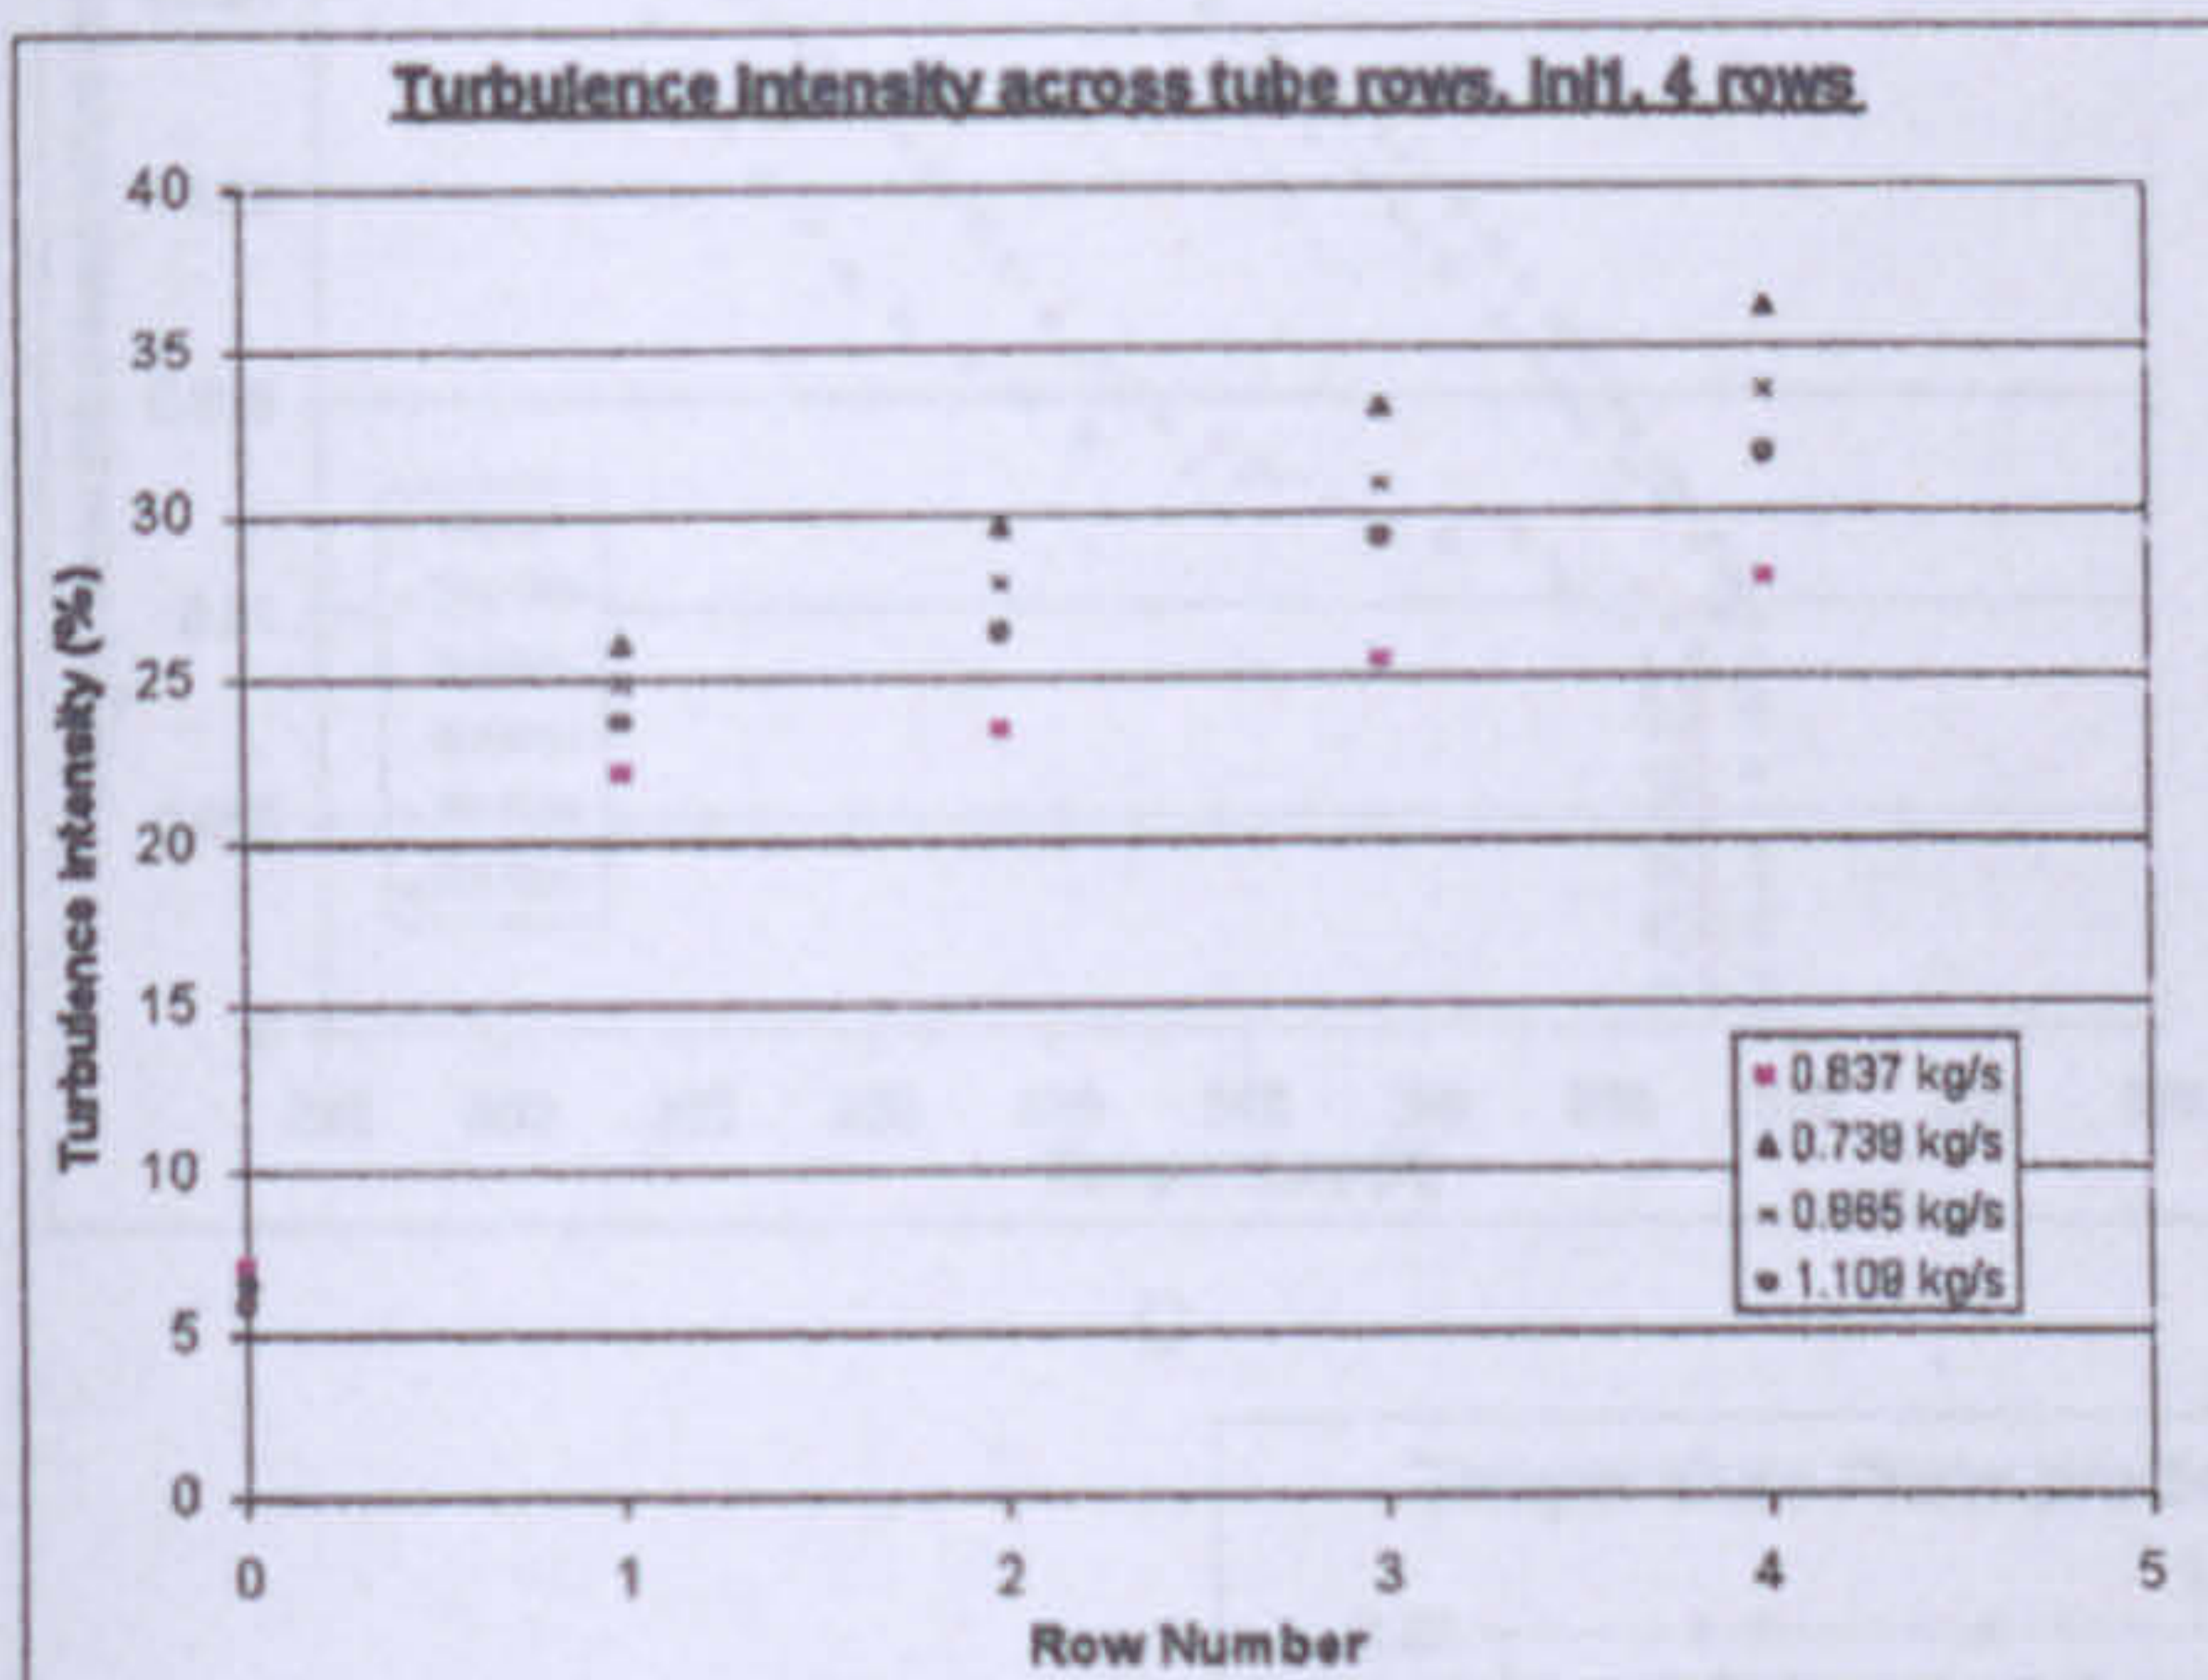 Turbulence intensity across tube rows. inl1. 4 rows
40
35
30
25
20
15
10
5
0
Turbulence intensity (%)
0 1 2 3 4 5
Row Number
0.637 kg/s
0.739 kg/s
0.865 kg/s
1.109 kg/s